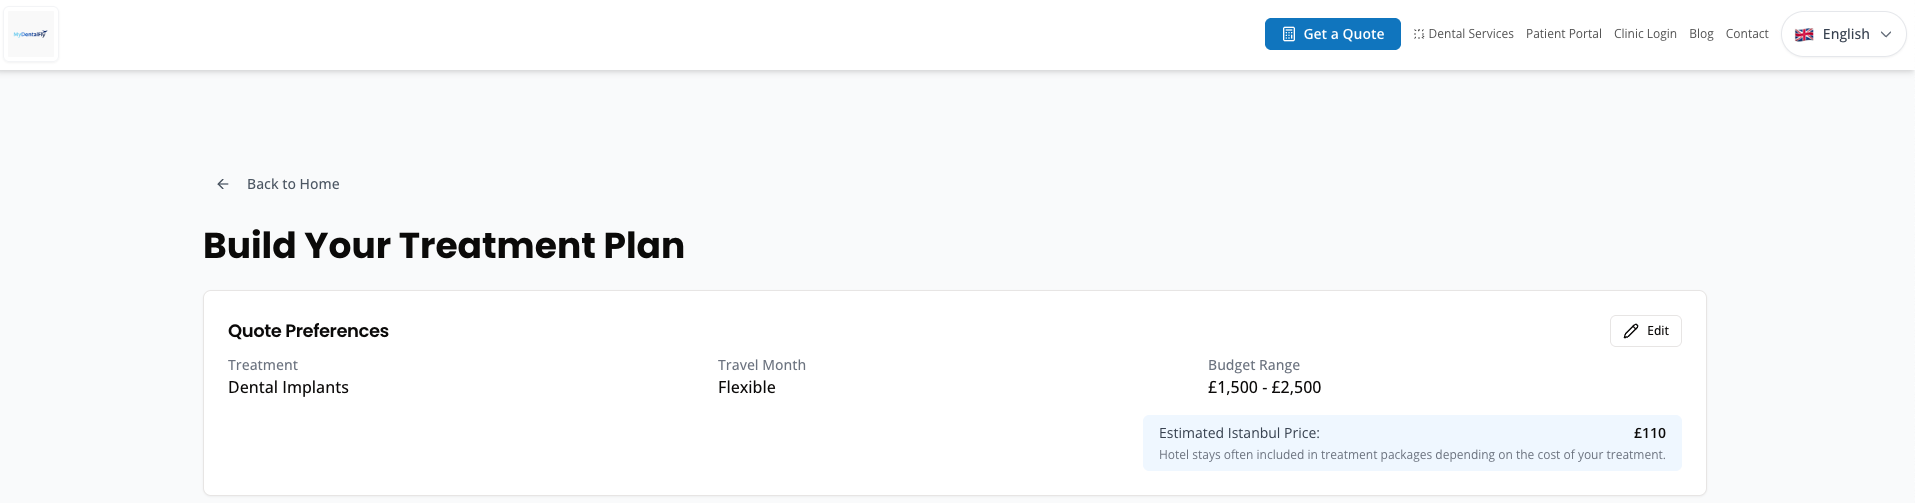 MyDentalFly
Get a Quote
Dental Services
Patient Portal
Clinic Login
Blog
Contact
English
Back to Home
Build Your Treatment Plan
Quote Preferences
Edit
Treatment
Dental Implants
Travel Month
Flexible
Budget Range
£1,500 - £2,500
Estimated Istanbul Price: £110
Hotel stays often included in treatment packages depending on the cost of your treatment.